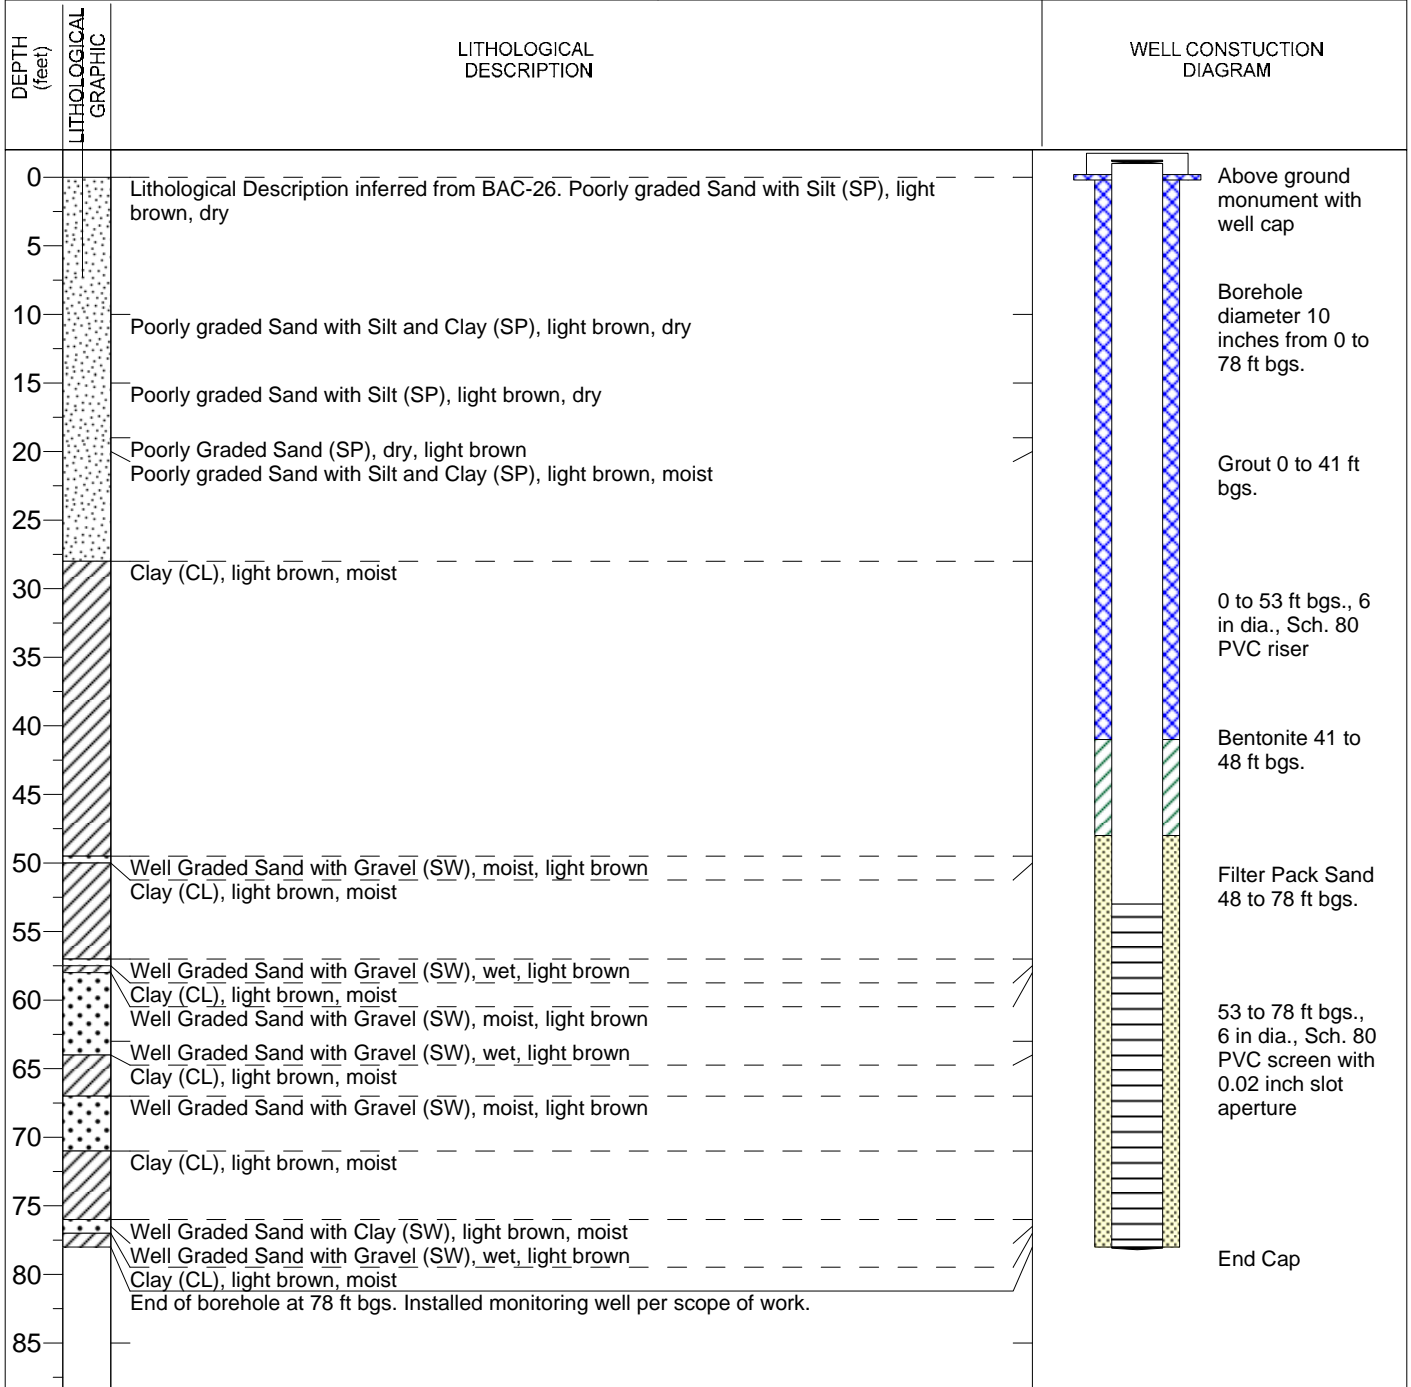 DEPTH
(feet)
LITHOLOGICAL
GRAPHIC
LITHOLOGICAL
DESCRIPTION
WELL CONSTUCTION
DIAGRAM
0
5
10
15
20
25
30
35
40
45
50
55
60
65
70
75
80
85
Lithological Description inferred from BAC-26. Poorly graded Sand with Silt (SP), light
brown, dry
Poorly graded Sand with Silt and Clay (SP), light brown, dry
Poorly graded Sand with Silt (SP), light brown, dry
Poorly Graded Sand (SP), dry, light brown
Poorly graded Sand with Silt and Clay (SP), light brown, moist
Clay (CL), light brown, moist
Well Graded Sand with Gravel (SW), moist, light brown
Clay (CL), light brown, moist
Well Graded Sand with Gravel (SW), wet, light brown
Clay (CL), light brown, moist
Well Graded Sand with Gravel (SW), moist, light brown
Well Graded Sand with Gravel (SW), wet, light brown
Clay (CL), light brown, moist
Well Graded Sand with Gravel (SW), moist, light brown
Clay (CL), light brown, moist
Well Graded Sand with Clay (SW), light brown, moist
Well Graded Sand with Gravel (SW), wet, light brown
Clay (CL), light brown, moist
End of borehole at 78 ft bgs. Installed monitoring well per scope of work.
Above ground
monument with
well cap
Borehole
diameter 10
inches from 0 to
78 ft bgs.
Grout 0 to 41 ft
bgs.
0 to 53 ft bgs., 6
in dia., Sch. 80
PVC riser
Bentonite 41 to
48 ft bgs.
Filter Pack Sand
48 to 78 ft bgs.
53 to 78 ft bgs.,
6 in dia., Sch. 80
PVC screen with
0.02 inch slot
aperture
End Cap